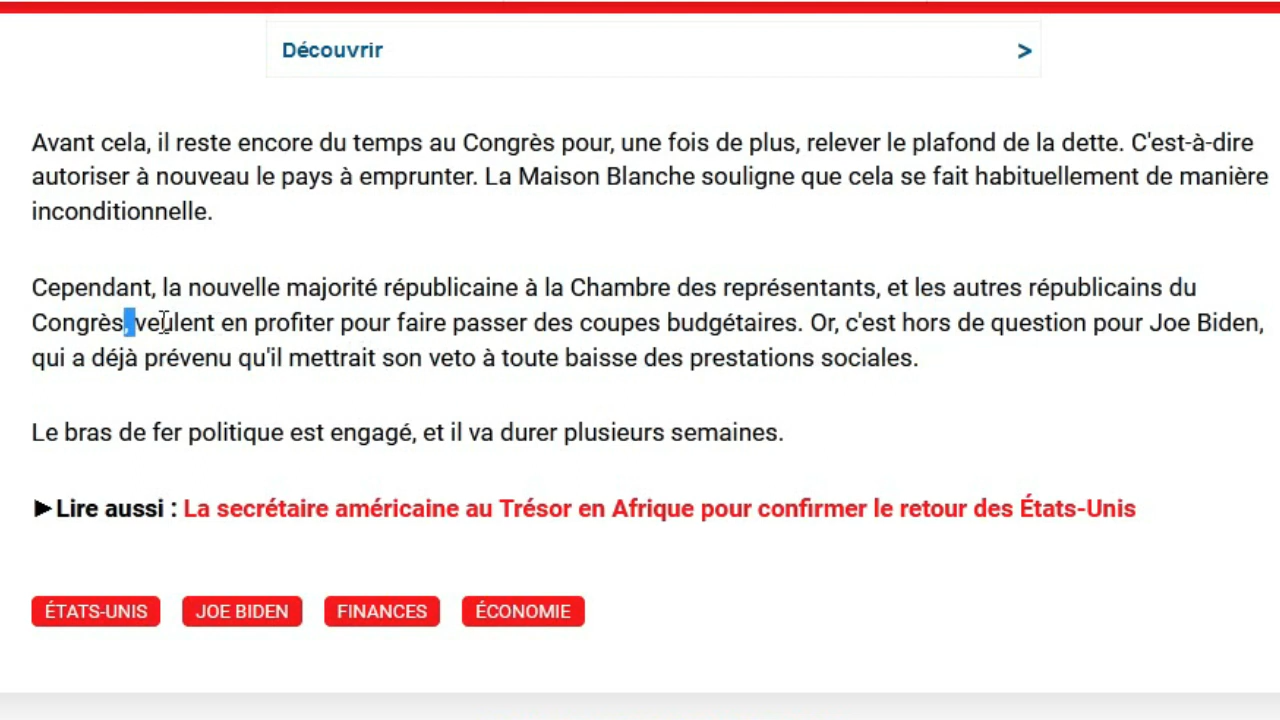 Découvrir >
Avant cela, il reste encore du temps au Congrès pour, une fois de plus, relever le plafond de la dette. C'est-à-dire
autoriser à nouveau le pays à emprunter. La Maison Blanche souligne que cela se fait habituellement de manière
inconditionnelle.
Cependant, la nouvelle majorité républicaine à la Chambre des représentants, et les autres républicains du
Congrès, veulent en profiter pour faire passer des coupes budgétaires. Or, c'est hors de question pour Joe Biden,
qui a déjà prévenu qu'il mettrait son veto à toute baisse des prestations sociales.
Le bras de fer politique est engagé, et il va durer plusieurs semaines.
►Lire aussi : La secrétaire américaine au Trésor en Afrique pour confirmer le retour des États-Unis
ÉTATS-UNIS JOE BIDEN FINANCES ÉCONOMIE